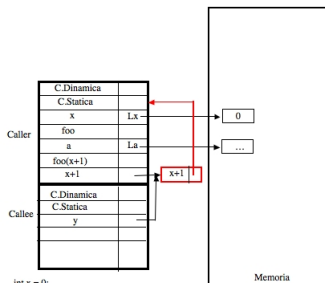 C.Dinamica
C.Statica
x Lx 0
Caller
foo
a La ...
foo(x+1)
x+1 x+1
C.Dinamica
Callee
C.Statica
y
int x = 0;
Memoria